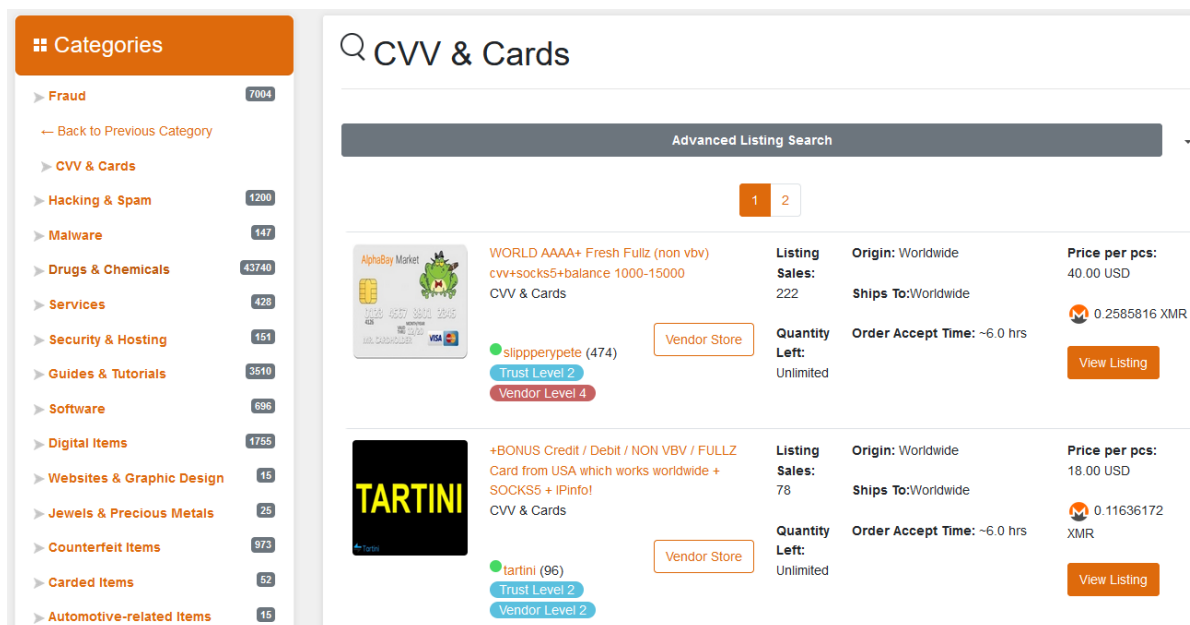 Categories
Fraud 7004
← Back to Previous Category
CVV & Cards
Hacking & Spam 1200
Malware 147
Drugs & Chemicals 43740
Services 428
Security & Hosting 151
Guides & Tutorials 3510
Software 696
Digital Items 1755
Websites & Graphic Design 15
Jewels & Precious Metals 25
Counterfeit Items 973
Carded Items 52
Automotive-related Items 15
CVV & Cards
Advanced Listing Search
1 2
AlphaBay Market
0123 4567 8901 2345
4125
MR. CARDHOLDER
VISA
WORLD AAAA+ Fresh Fullz (non vbv)
cvv+socks5+balance 1000-15000
CVV & Cards
slippperypete (474)
Trust Level 2
Vendor Level 4
Vendor Store
Listing
Sales:
222
Quantity
Left:
Unlimited
Origin: Worldwide
Ships To:Worldwide
Order Accept Time: ~6.0 hrs
Price per pcs:
40.00 USD
0.2585816 XMR
View Listing
TARTINI
Tartini
+BONUS Credit / Debit / NON VBV / FULLZ
Card from USA which works worldwide +
SOCKS5 + IPinfo!
CVV & Cards
tartini (96)
Trust Level 2
Vendor Level 2
Vendor Store
Listing
Sales:
78
Quantity
Left:
Unlimited
Origin: Worldwide
Ships To:Worldwide
Order Accept Time: ~6.0 hrs
Price per pcs:
18.00 USD
0.11636172
XMR
View Listing